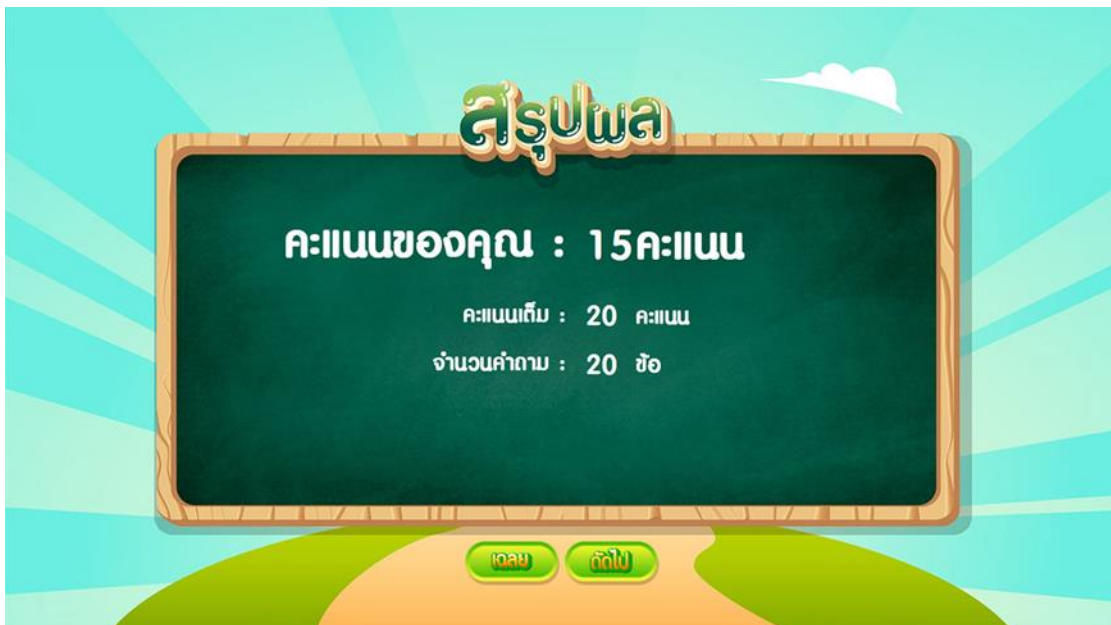 สรุปผล
คะแนนของคุณ : 15คะแนน
คะแนนเต็ม : 20 คะแนน
จำนวนคำถาม : 20 ข้อ
เฉลย ถัดไป